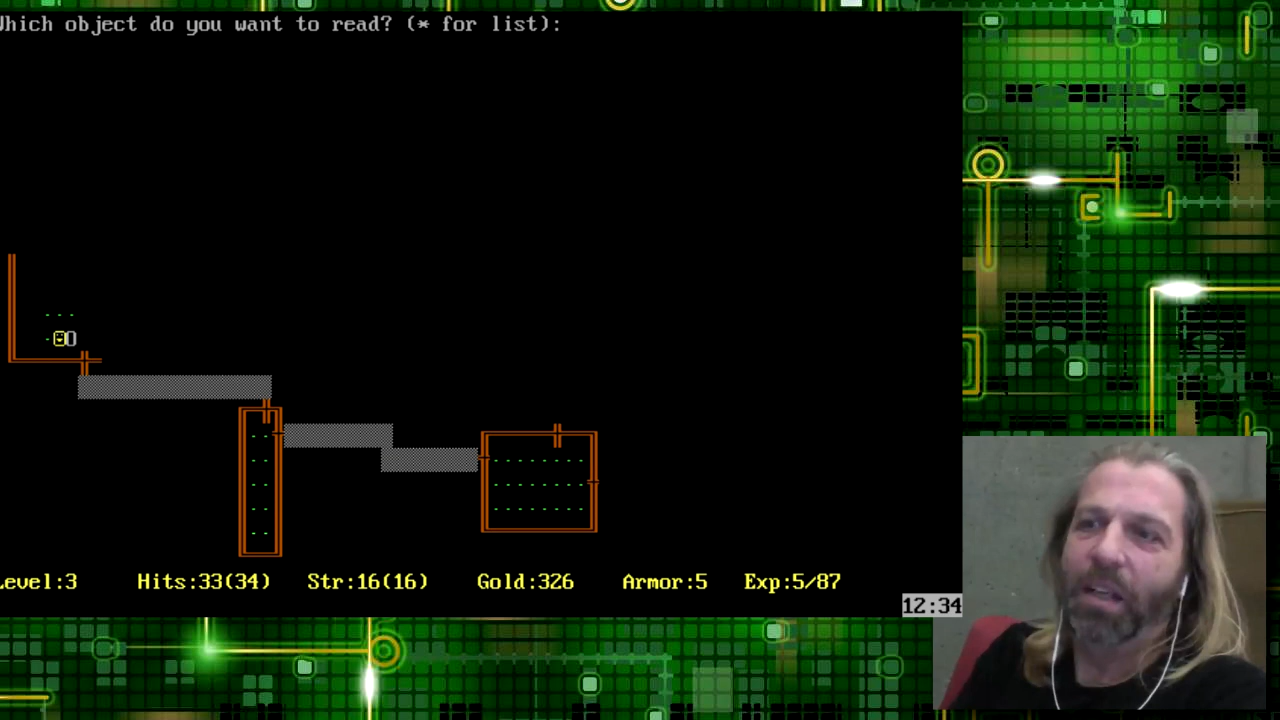 Which object do you want to read? (* for list):
Level:3 Hits:33(34) Str:16(16) Gold:326 Armor:5 Exp:5/87
12:34